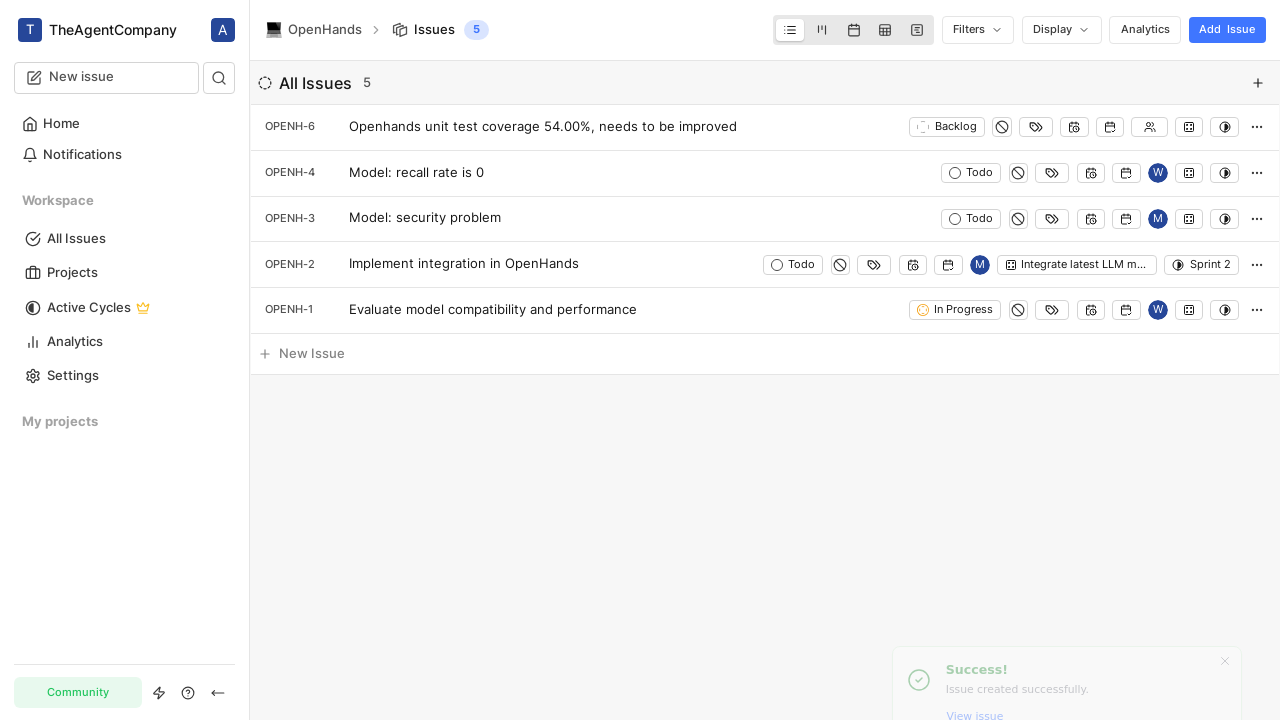 T TheAgentCompany A
New issue
Home
Notifications
Workspace
All Issues
Projects
Active Cycles
Analytics
Settings
My projects
Community
OpenHands Issues 5
Filters Display Analytics Add Issue
All Issues 5
OPENH-6 Openhands unit test coverage 54.00%, needs to be improved Backlog
OPENH-4 Model: recall rate is 0 Todo W
OPENH-3 Model: security problem Todo M
OPENH-2 Implement integration in OpenHands Todo M Integrate latest LLM m... Sprint 2
OPENH-1 Evaluate model compatibility and performance In Progress W
New Issue
Success!
Issue created successfully.
View issue